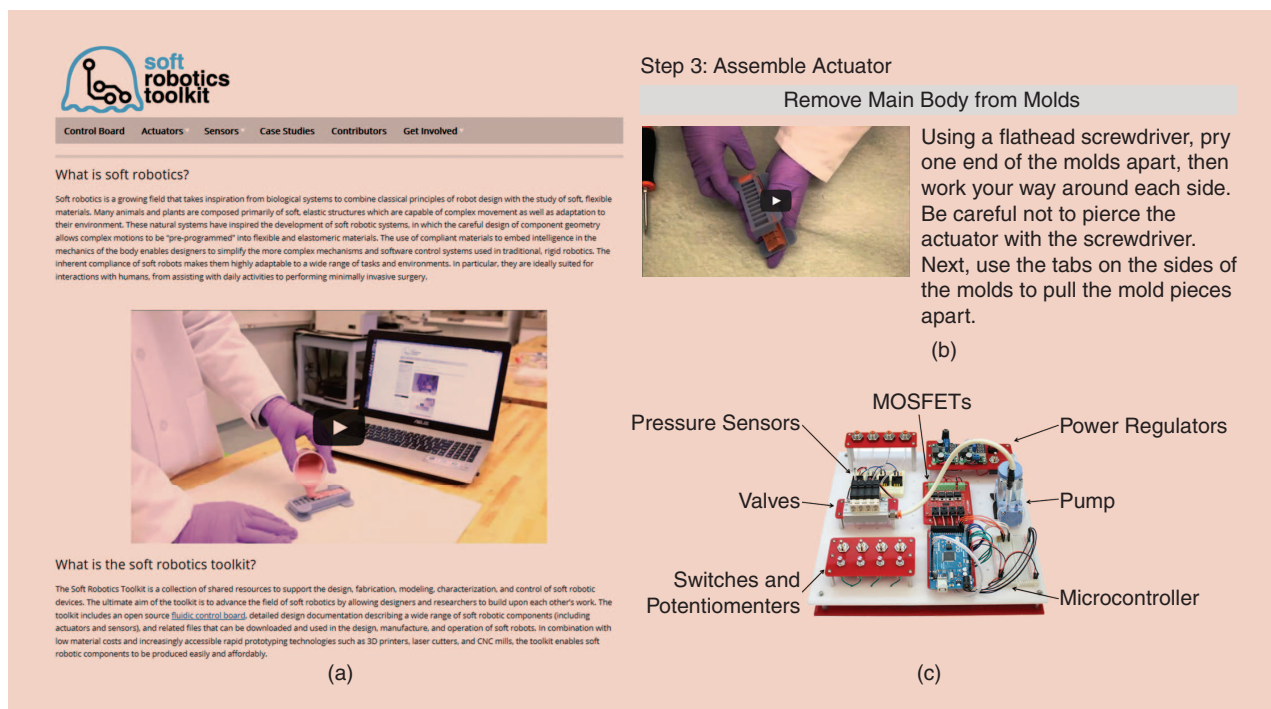 soft
robotics
toolkit
Control Board Actuators Sensors Case Studies Contributors Get Involved
What is soft robotics?
Soft robotics is a growing field that takes inspiration from biological systems to combine classical principles of robot design with the study of soft, flexible
materials. Many animals and plants are composed primarily of soft, elastic structures which are capable of complex movement as well as adaptation to
their environment. These natural systems have inspired the development of soft robotic systems, in which the careful design of component geometry
allows complex motions to be "pre-programmed" into flexible and elastomeric materials. The use of compliant materials to embed intelligence in the
mechanics of the body enables designers to simplify the more complex mechanisms and software control systems used in traditional, rigid robotics. The
inherent compliance of soft robots makes them highly adaptable to a wide range of tasks and environments. In particular, they are ideally suited for
interactions with humans, from assisting with daily activities to performing minimally invasive surgery.
ASUS
What is the soft robotics toolkit?
The Soft Robotics Toolkit is a collection of shared resources to support the design, fabrication, modeling, characterization, and control of soft robotic
devices. The ultimate aim of the toolkit is to advance the field of soft robotics by allowing designers and researchers to build upon each other's work. The
toolkit includes an open source fluidic control board, detailed design documentation describing a wide range of soft robotic components (including
actuators and sensors), and related files that can be downloaded and used in the design, manufacture, and operation of soft robots. In combination with
low material costs and increasingly accessible rapid prototyping technologies such as 3D printers, laser cutters, and CNC mills, the toolkit enables soft
robotic components to be produced easily and affordably.
(a)
Step 3: Assemble Actuator
Remove Main Body from Molds
Using a flathead screwdriver, pry
one end of the molds apart, then
work your way around each side.
Be careful not to pierce the
actuator with the screwdriver.
Next, use the tabs on the sides of
the molds to pull the mold pieces
apart.
(b)
MOSFETs
Pressure Sensors
Power Regulators
Valves
Pump
Switches and
Potentiomenters
Microcontroller
(c)